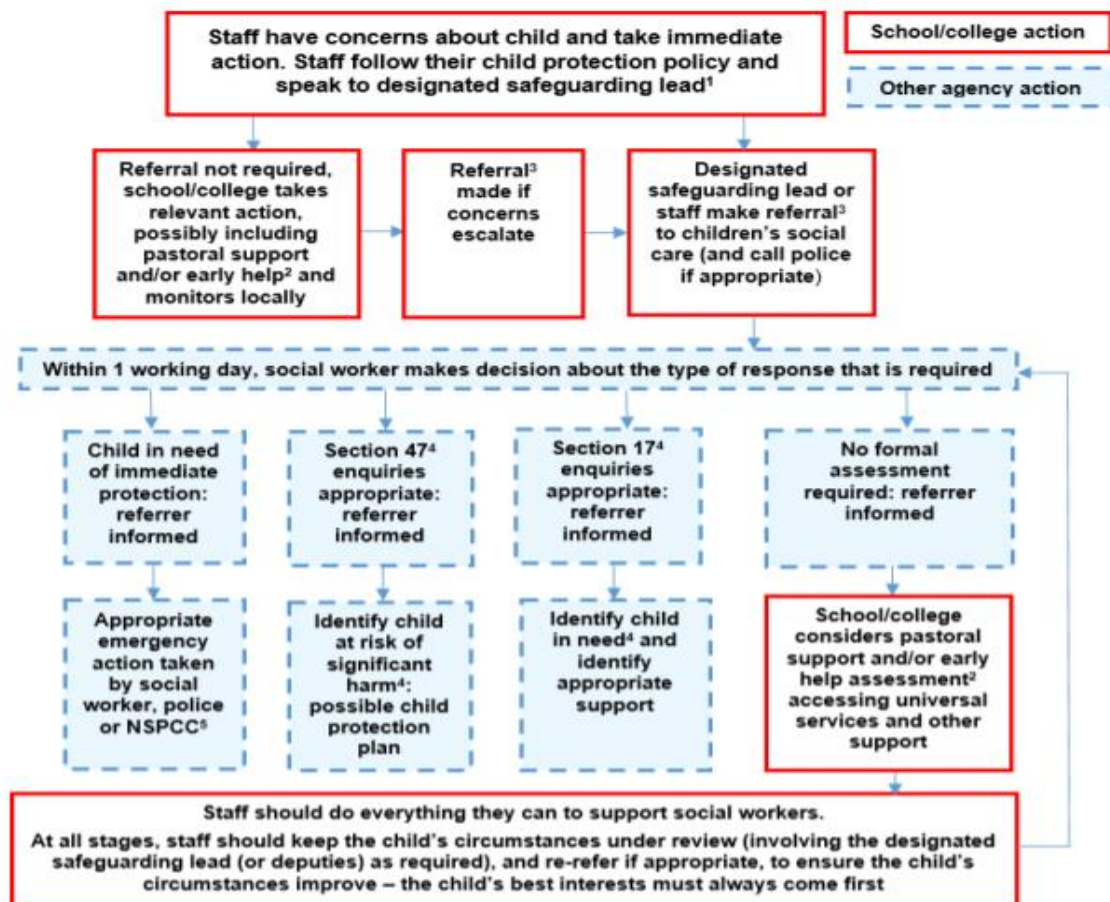 Staff have concerns about child and take immediate
action. Staff follow their child protection policy and
speak to designated safeguarding lead¹
School/college action
Other agency action
Referral not required,
school/college takes
relevant action,
possibly including
pastoral support
and/or early help² and
monitors locally
Referral³
made if
concerns
escalate
Designated
safeguarding lead or
staff make referral³
to children's social
care (and call police
if appropriate)
Within 1 working day, social worker makes decision about the type of response that is required
Child in need
of immediate
protection:
referrer
informed
Section 47⁴
enquiries
appropriate:
referrer
informed
Section 17⁴
enquiries
appropriate:
referrer
informed
No formal
assessment
required: referrer
informed
Appropriate
emergency
action taken
by social
worker, police
or NSPCC⁵
Identify child
at risk of
significant
harm⁴:
possible child
protection
plan
Identify child
in need⁴ and
identify
appropriate
support
School/college
considers pastoral
support and/or early
help assessment²
accessing universal
services and other
support
Staff should do everything they can to support social workers.
At all stages, staff should keep the child's circumstances under review (involving the designated
safeguarding lead (or deputies) as required), and re-refer if appropriate, to ensure the child's
circumstances improve – the child's best interests must always come first